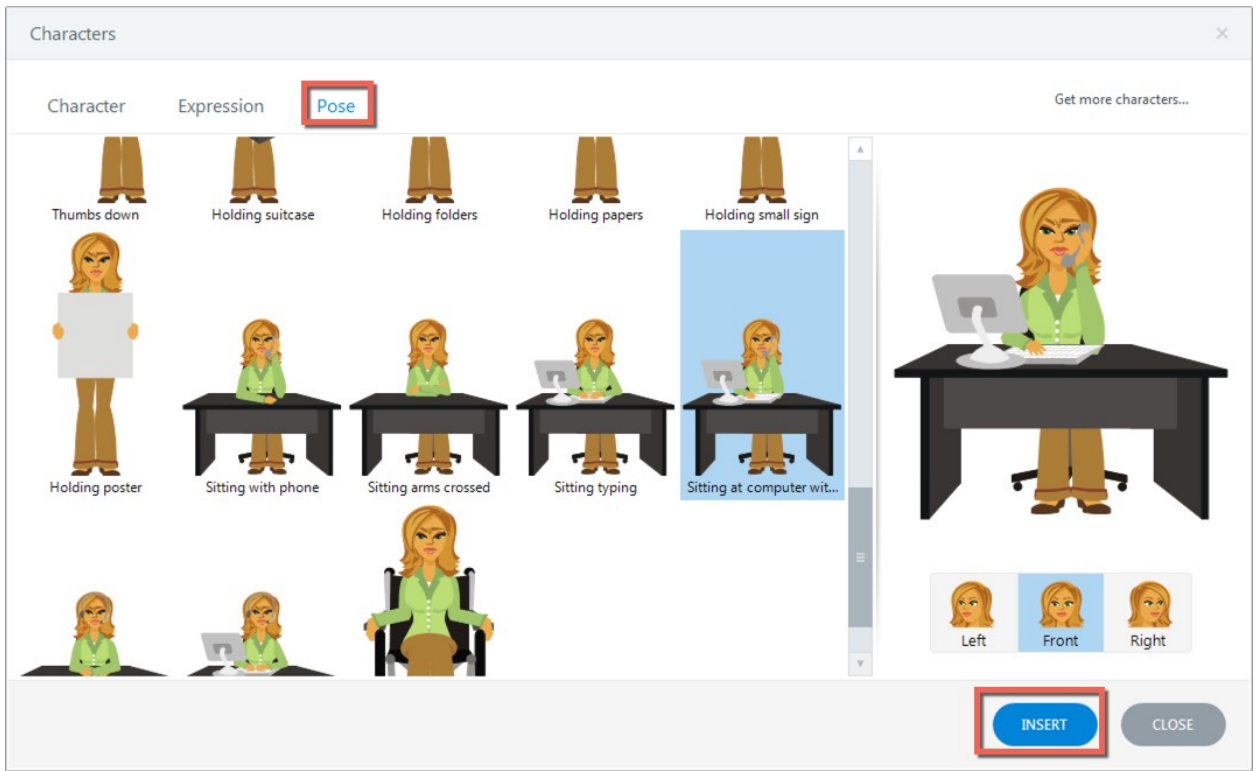 Characters
Character Expression Pose
Get more characters...
Thumbs down Holding suitcase Holding folders Holding papers Holding small sign
Holding poster Sitting with phone Sitting arms crossed Sitting typing Sitting at computer wit...
Left Front Right
INSERT CLOSE